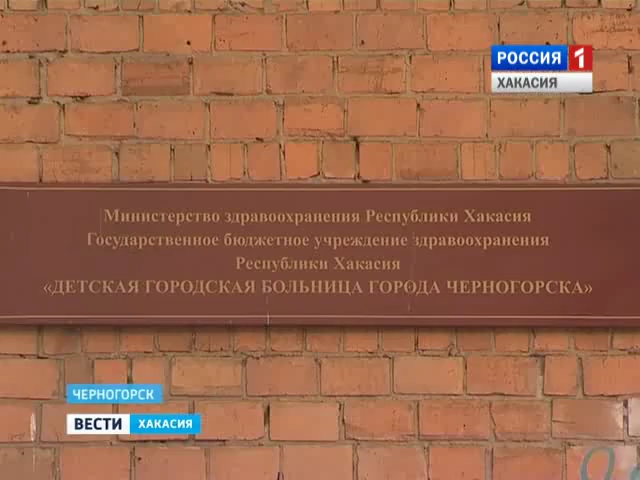 РОССИЯ 1
ХАКАСИЯ
Министерство здравоохранения Республики Хакасия
Государственное бюджетное учреждение здравоохранения
Республики Хакасия
«ДЕТСКАЯ ГОРОДСКАЯ БОЛЬНИЦА ГОРОДА ЧЕРНОГОРСКА»
ЧЕРНОГОРСК
ВЕСТИ ХАКАСИЯ